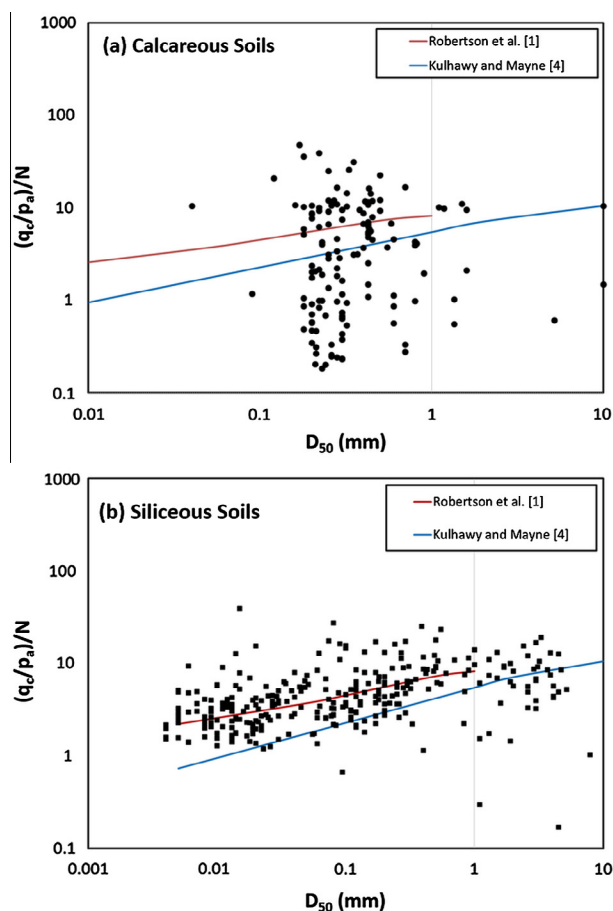 (a) Calcareous Soils
Robertson et al. [1]
Kulhawy and Mayne [4]
1000
100
10
1
0.1
(qc/pa)/N
0.01
0.1
1
10
D50 (mm)
(b) Siliceous Soils
Robertson et al. [1]
Kulhawy and Mayne [4]
1000
100
10
1
0.1
(qc/pa)/N
0.001
0.01
0.1
1
10
D50 (mm)